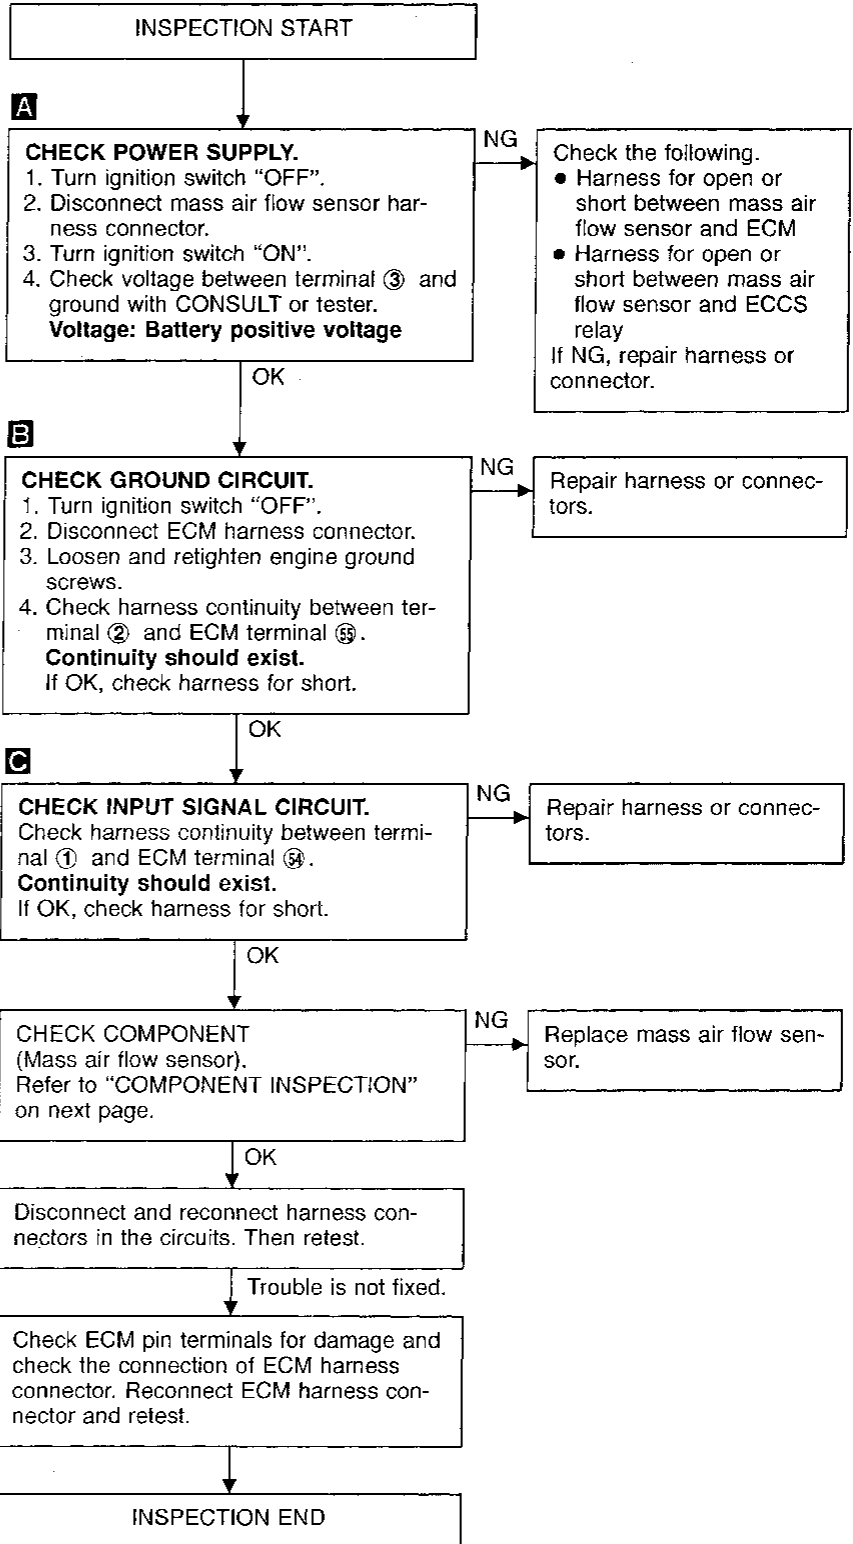 INSPECTION START
A
CHECK POWER SUPPLY.
1. Turn ignition switch “OFF”.
2. Disconnect mass air flow sensor har-
ness connector.
3. Turn ignition switch “ON”.
4. Check voltage between terminal ③ and
ground with CONSULT or tester.
Voltage: Battery positive voltage
NG
Check the following.
● Harness for open or
short between mass air
flow sensor and ECM
● Harness for open or
short between mass air
flow sensor and ECCS
relay
If NG, repair harness or
connector.
OK
B
CHECK GROUND CIRCUIT.
1. Turn ignition switch “OFF”.
2. Disconnect ECM harness connector.
3. Loosen and retighten engine ground
screws.
4. Check harness continuity between ter-
minal ② and ECM terminal 55.
Continuity should exist.
If OK, check harness for short.
NG
Repair harness or connec-
tors.
OK
C
CHECK INPUT SIGNAL CIRCUIT.
Check harness continuity between termi-
nal ① and ECM terminal 54.
Continuity should exist.
If OK, check harness for short.
NG
Repair harness or connec-
tors.
OK
CHECK COMPONENT
(Mass air flow sensor).
Refer to “COMPONENT INSPECTION”
on next page.
NG
Replace mass air flow sen-
sor.
OK
Disconnect and reconnect harness con-
nectors in the circuits. Then retest.
Trouble is not fixed.
Check ECM pin terminals for damage and
check the connection of ECM harness
connector. Reconnect ECM harness con-
nector and retest.
INSPECTION END